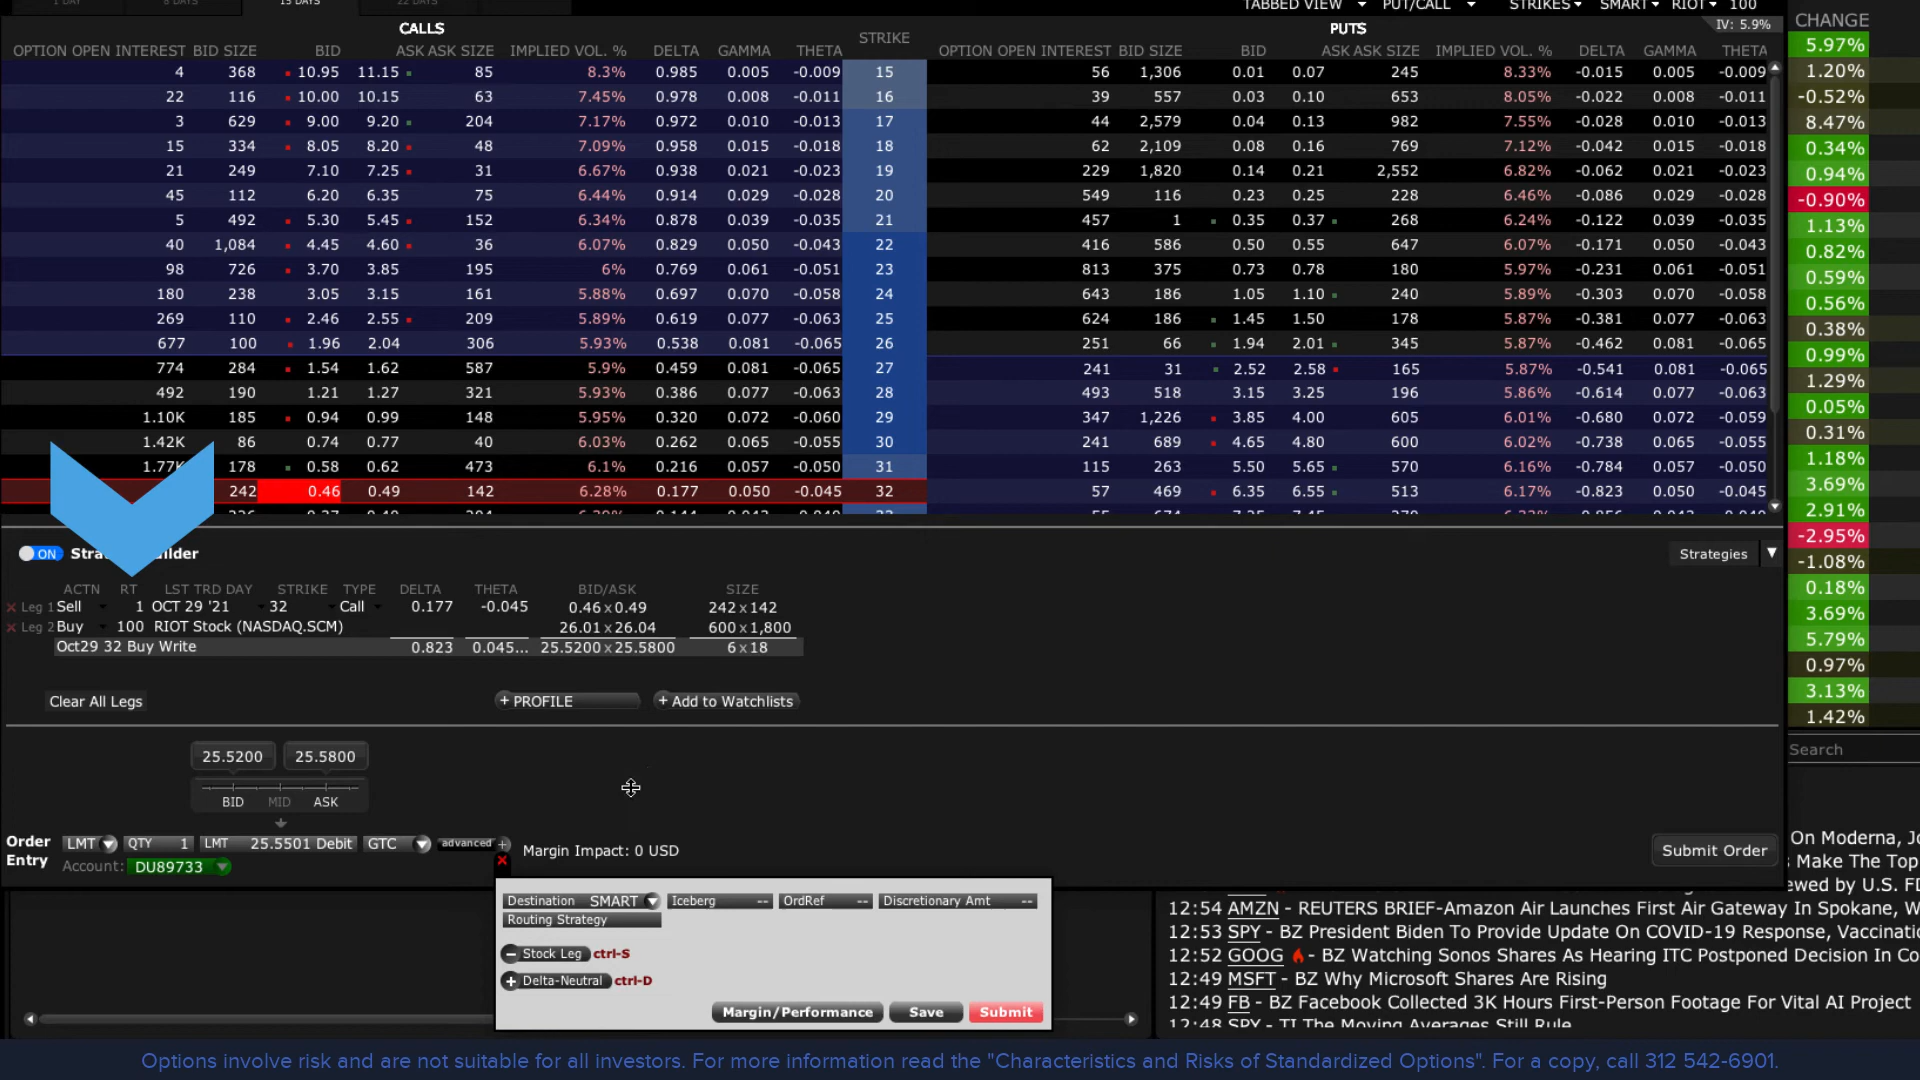 1 DAY 8 DAYS 15 DAYS 22 DAYS
TABBED VIEW PUT/CALL STRIKES SMART RIOT 100
IV: 5.9%
CALLS STRIKE PUTS CHANGE
OPTION OPEN INTEREST BID SIZE BID ASK ASK SIZE IMPLIED VOL. % DELTA GAMMA THETA OPTION OPEN INTEREST BID SIZE BID ASK ASK SIZE IMPLIED VOL. % DELTA GAMMA THETA
4 368 10.95 11.15 85 8.3% 0.985 0.005 -0.009 15 56 1,306 0.01 0.07 245 8.33% -0.015 0.005 -0.009
22 116 10.00 10.15 63 7.45% 0.978 0.008 -0.011 16 39 557 0.03 0.10 653 8.05% -0.022 0.008 -0.011
3 629 9.00 9.20 204 7.17% 0.972 0.010 -0.013 17 44 2,579 0.04 0.13 982 7.55% -0.028 0.010 -0.013
15 334 8.05 8.20 48 7.09% 0.958 0.015 -0.018 18 62 2,109 0.08 0.16 769 7.12% -0.042 0.015 -0.018
21 249 7.10 7.25 31 6.67% 0.938 0.021 -0.023 19 229 1,820 0.14 0.21 2,552 6.82% -0.062 0.021 -0.023
45 112 6.20 6.35 75 6.44% 0.914 0.029 -0.028 20 549 116 0.23 0.25 228 6.46% -0.086 0.029 -0.028
5 492 5.30 5.45 152 6.34% 0.878 0.039 -0.035 21 457 1 0.35 0.37 268 6.24% -0.122 0.039 -0.035
40 1,084 4.45 4.60 36 6.07% 0.829 0.050 -0.043 22 416 586 0.50 0.55 647 6.07% -0.171 0.050 -0.043
98 726 3.70 3.85 195 6% 0.769 0.061 -0.051 23 813 375 0.73 0.78 180 5.97% -0.231 0.061 -0.051
180 238 3.05 3.15 161 5.88% 0.697 0.070 -0.058 24 643 186 1.05 1.10 240 5.89% -0.303 0.070 -0.058
269 110 2.46 2.55 209 5.89% 0.619 0.077 -0.063 25 624 186 1.45 1.50 178 5.87% -0.381 0.077 -0.063
677 100 1.96 2.04 306 5.93% 0.538 0.081 -0.065 26 251 66 1.94 2.01 345 5.87% -0.462 0.081 -0.065
774 284 1.54 1.62 587 5.9% 0.459 0.081 -0.065 27 241 31 2.52 2.58 165 5.87% -0.541 0.081 -0.065
492 190 1.21 1.27 321 5.93% 0.386 0.077 -0.063 28 493 518 3.15 3.25 196 5.86% -0.614 0.077 -0.063
1.10K 185 0.94 0.99 148 5.95% 0.320 0.072 -0.060 29 347 1,226 3.85 4.00 605 6.01% -0.680 0.072 -0.059
1.42K 86 0.74 0.77 40 6.03% 0.262 0.065 -0.055 30 241 689 4.65 4.80 600 6.02% -0.738 0.065 -0.055
1.77K 178 0.58 0.62 473 6.1% 0.216 0.057 -0.050 31 115 263 5.50 5.65 570 6.16% -0.784 0.057 -0.050
242 0.46 0.49 142 6.28% 0.177 0.050 -0.045 32 57 469 6.35 6.55 513 6.17% -0.823 0.050 -0.045
5.97%
1.20%
-0.52%
8.47%
0.34%
0.94%
-0.90%
1.13%
0.82%
0.59%
0.56%
0.38%
0.99%
1.29%
0.05%
0.31%
1.18%
3.69%
2.91%
-2.95%
-1.08%
0.18%
3.69%
5.79%
0.97%
3.13%
1.42%
Search
ON Stra ilder Strategies
ACTN RT LST TRD DAY STRIKE TYPE DELTA THETA BID/ASK SIZE
Leg 1 Sell 1 OCT 29 '21 32 Call 0.177 -0.045 0.46 x 0.49 242 x 142
Leg 2 Buy 100 RIOT Stock (NASDAQ.SCM) 26.01 x 26.04 600 x 1,800
Oct29 32 Buy Write 0.823 0.045... 25.5200 x 25.5800 6 x 18
Clear All Legs + PROFILE + Add to Watchlists
25.5200 25.5800
BID MID ASK
Order Entry LMT QTY 1 LMT 25.5501 Debit GTC advanced +
Account: DU89733
Margin Impact: 0 USD
Submit Order
Destination SMART Iceberg -- OrdRef -- Discretionary Amt --
Routing Strategy
Stock Leg ctrl-S
Delta-Neutral ctrl-D
Margin/Performance Save Submit
On Moderna, Jo
Make The Top
ewed by U.S. FD
12:54 AMZN - REUTERS BRIEF-Amazon Air Launches First Air Gateway In Spokane, W
12:53 SPY - BZ President Biden To Provide Update On COVID-19 Response, Vaccinatio
12:52 GOOG - BZ Watching Sonos Shares As Hearing ITC Postponed Decision In Co
12:49 MSFT - BZ Why Microsoft Shares Are Rising
12:49 FB - BZ Facebook Collected 3K Hours First-Person Footage For Vital AI Project
12:48 SPY - TI The Moving Averages Still Rule
Options involve risk and are not suitable for all investors. For more information read the "Characteristics and Risks of Standardized Options". For a copy, call 312 542-6901.